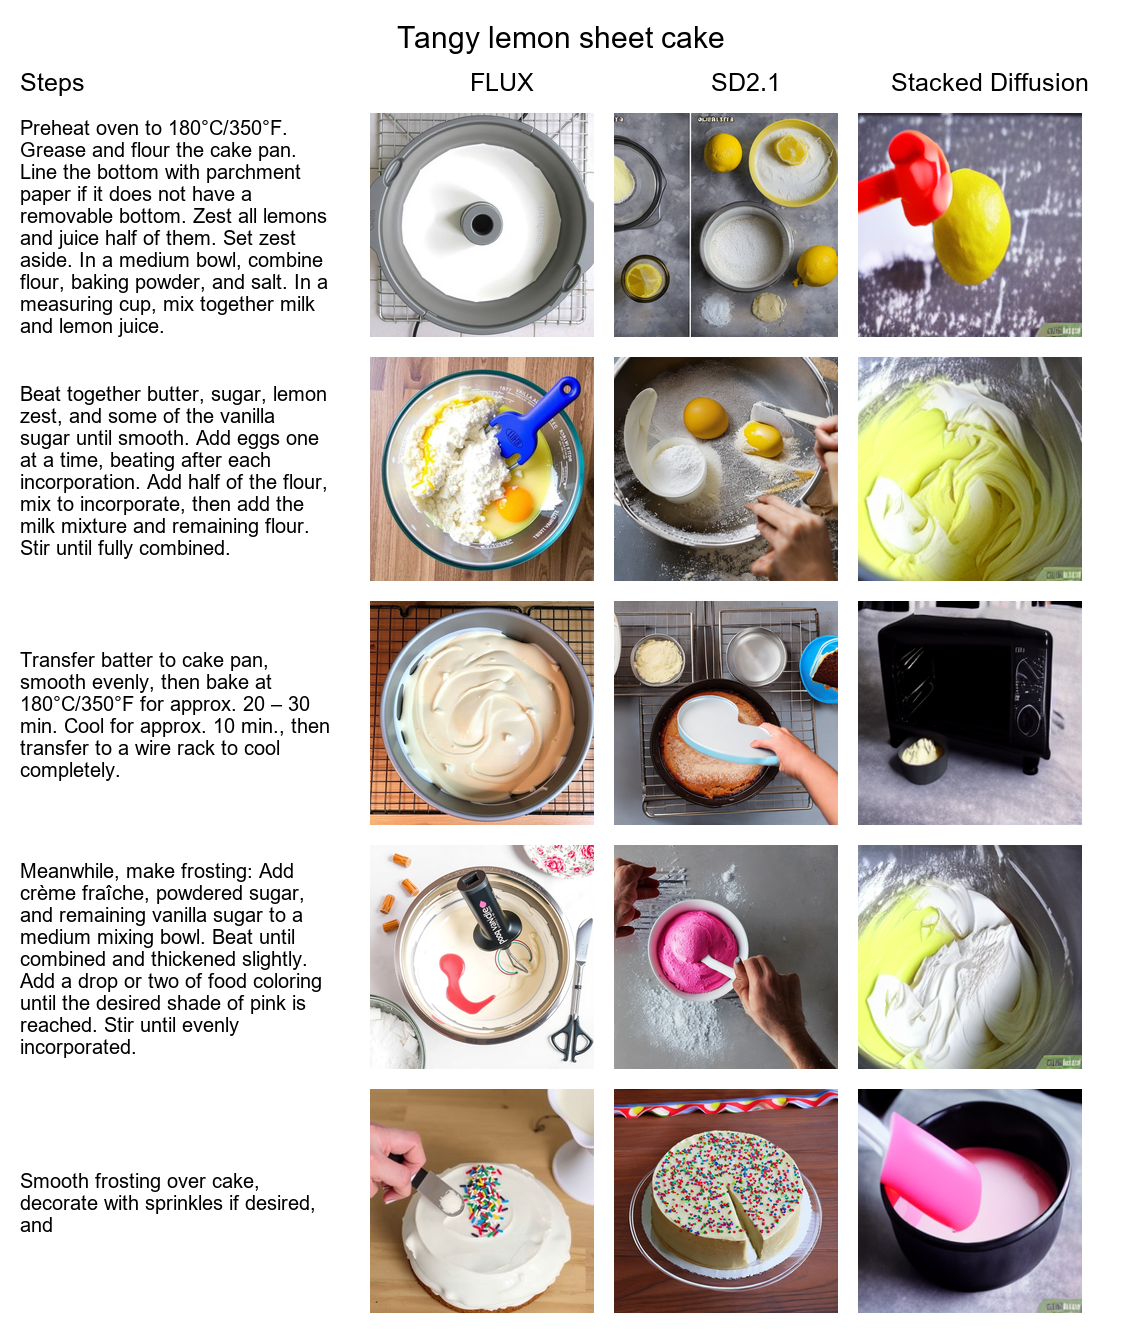 Tangy lemon sheet cake
Steps
FLUX
SD2.1
Stacked Diffusion
Preheat oven to 180°C/350°F.
Grease and flour the cake pan.
Line the bottom with parchment
paper if it does not have a
removable bottom. Zest all lemons
and juice half of them. Set zest
aside. In a medium bowl, combine
flour, baking powder, and salt. In a
measuring cup, mix together milk
and lemon juice.
Beat together butter, sugar, lemon
zest, and some of the vanilla
sugar until smooth. Add eggs one
at a time, beating after each
incorporation. Add half of the flour,
mix to incorporate, then add the
milk mixture and remaining flour.
Stir until fully combined.
Transfer batter to cake pan,
smooth evenly, then bake at
180°C/350°F for approx. 20 – 30
min. Cool for approx. 10 min., then
transfer to a wire rack to cool
completely.
Meanwhile, make frosting: Add
crème fraîche, powdered sugar,
and remaining vanilla sugar to a
medium mixing bowl. Beat until
combined and thickened slightly.
Add a drop or two of food coloring
until the desired shade of pink is
reached. Stir until evenly
incorporated.
Smooth frosting over cake,
decorate with sprinkles if desired,
and